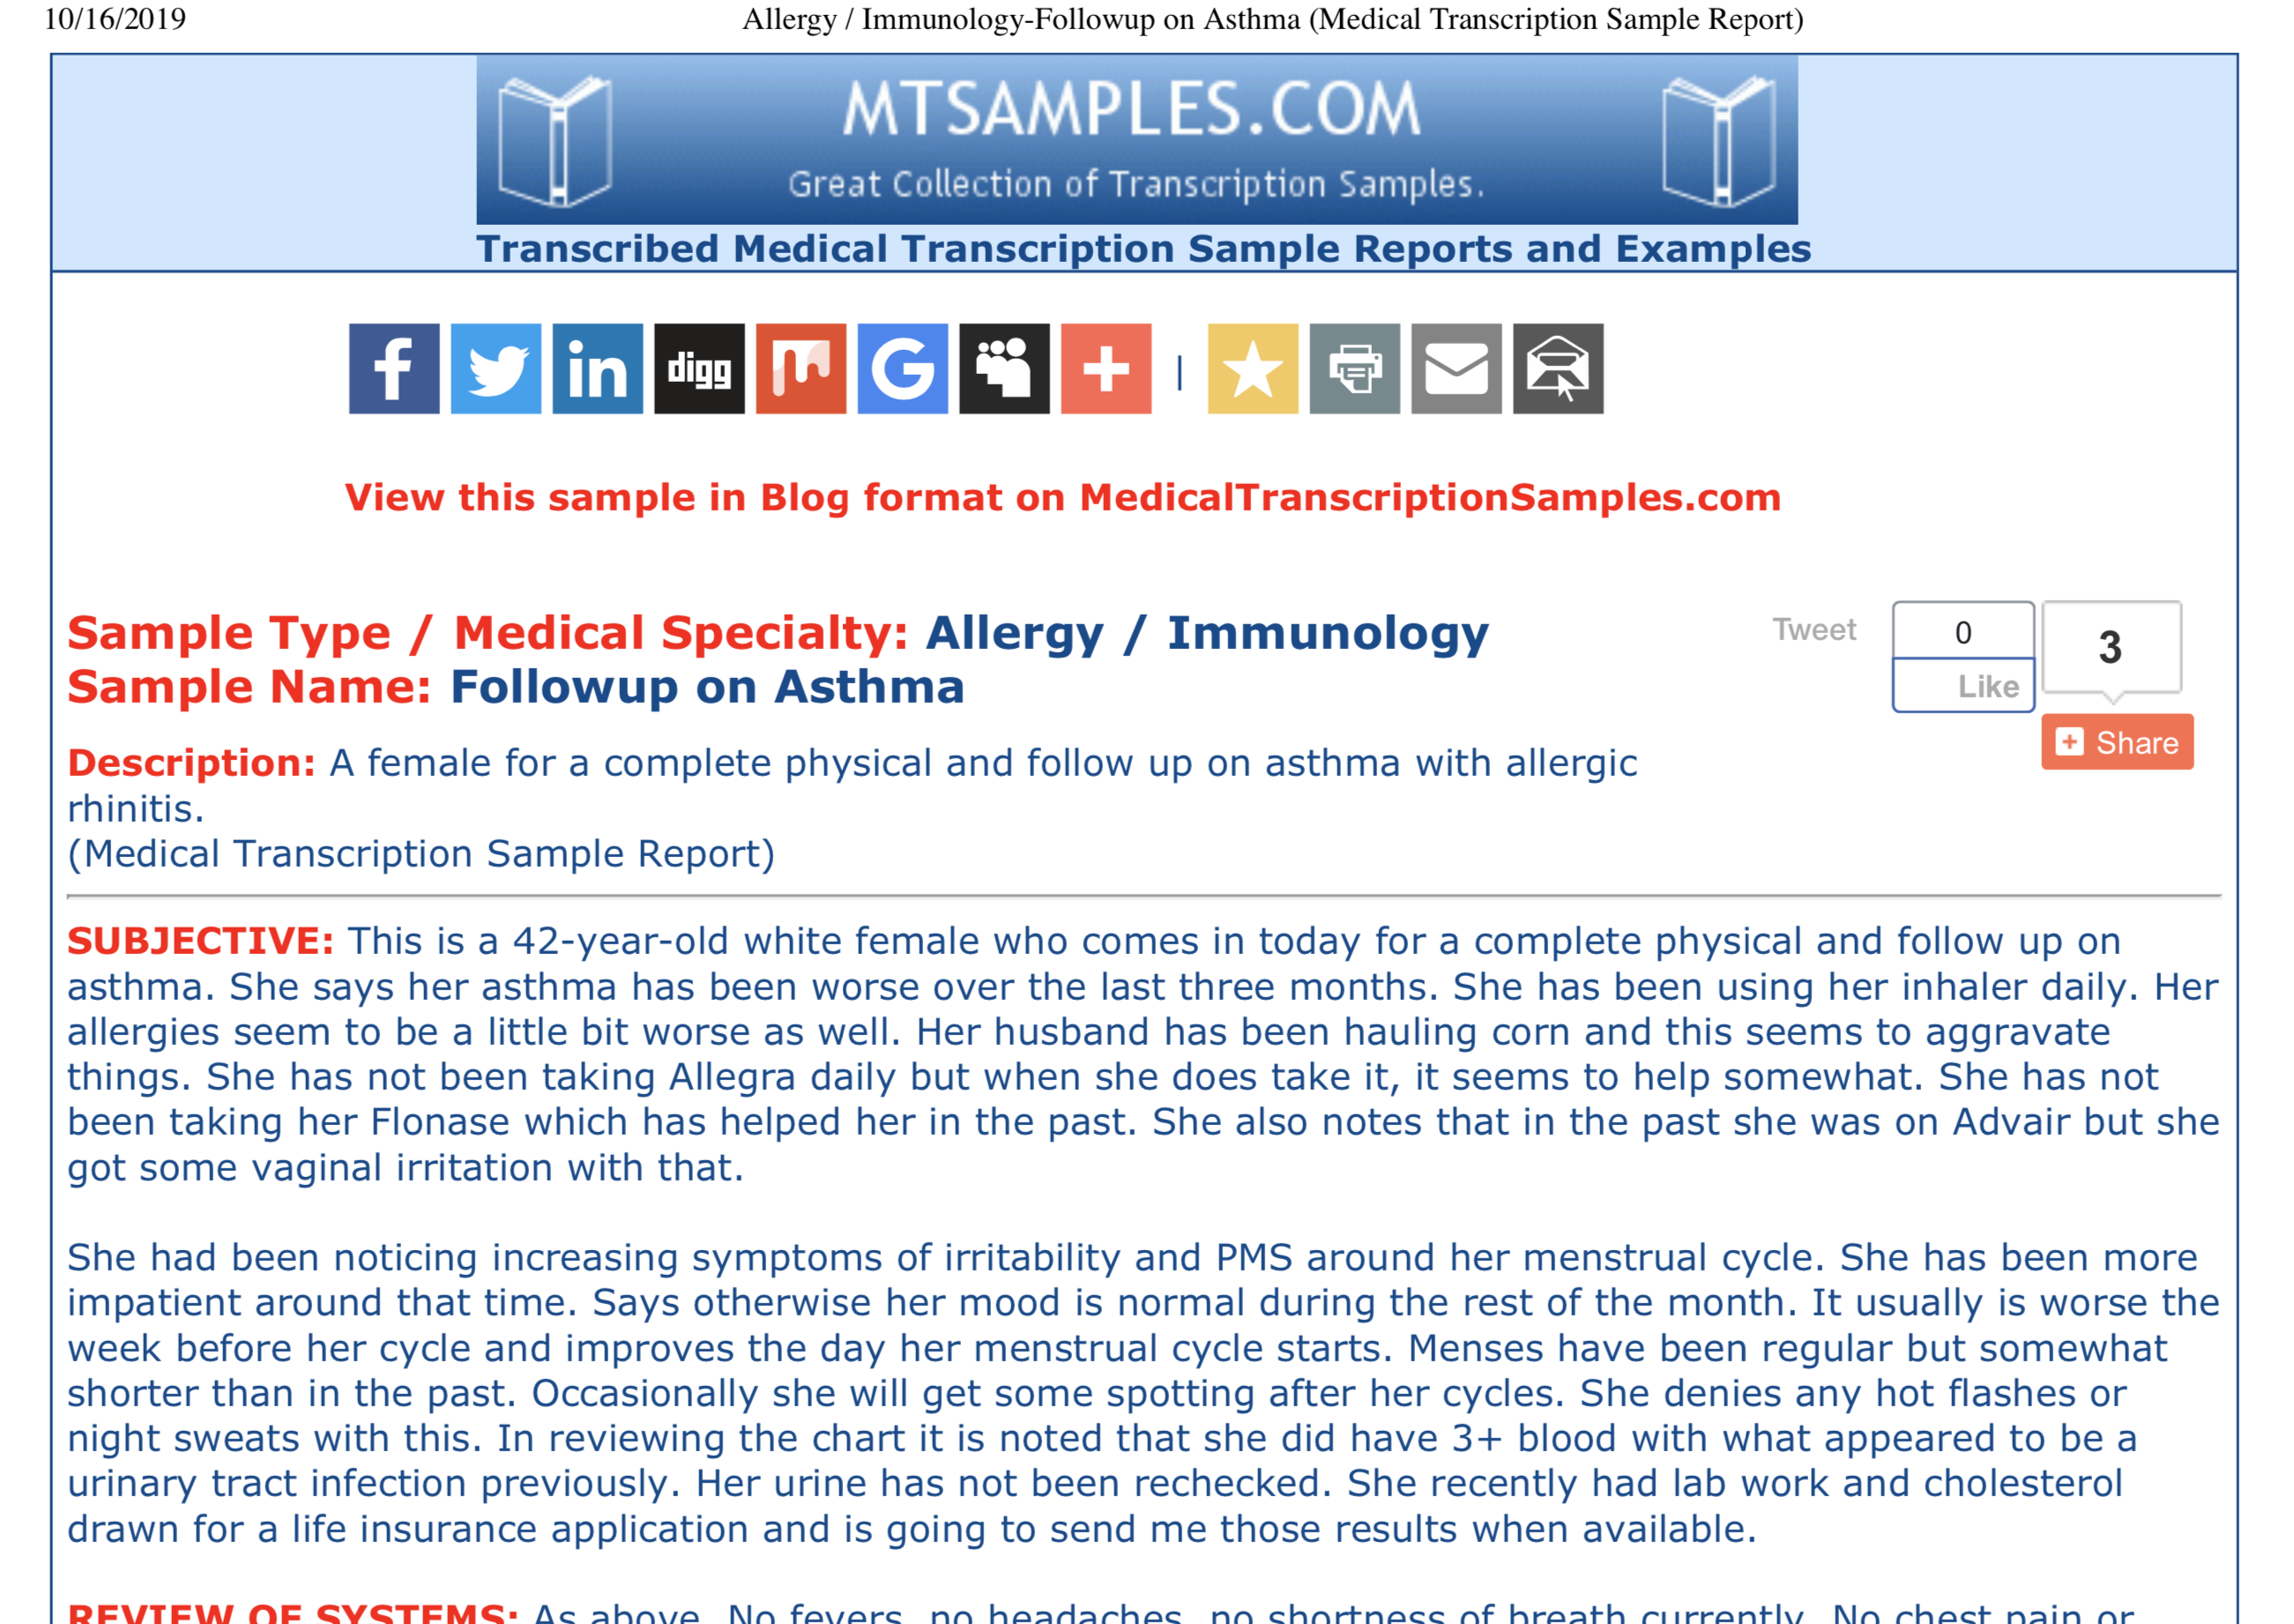 10/16/2019 Allergy / Immunology-Followup on Asthma (Medical Transcription Sample Report)
MTSAMPLES.COM
Great Collection of Transcription Samples.
Transcribed Medical Transcription Sample Reports and Examples
digg
View this sample in Blog format on MedicalTranscriptionSamples.com
Sample Type / Medical Specialty: Allergy / Immunology
Sample Name: Followup on Asthma
Tweet
0
Like
3
Share
Description: A female for a complete physical and follow up on asthma with allergic
rhinitis.
(Medical Transcription Sample Report)
SUBJECTIVE: This is a 42-year-old white female who comes in today for a complete physical and follow up on
asthma. She says her asthma has been worse over the last three months. She has been using her inhaler daily. Her
allergies seem to be a little bit worse as well. Her husband has been hauling corn and this seems to aggravate
things. She has not been taking Allegra daily but when she does take it, it seems to help somewhat. She has not
been taking her Flonase which has helped her in the past. She also notes that in the past she was on Advair but she
got some vaginal irritation with that.
She had been noticing increasing symptoms of irritability and PMS around her menstrual cycle. She has been more
impatient around that time. Says otherwise her mood is normal during the rest of the month. It usually is worse the
week before her cycle and improves the day her menstrual cycle starts. Menses have been regular but somewhat
shorter than in the past. Occasionally she will get some spotting after her cycles. She denies any hot flashes or
night sweats with this. In reviewing the chart it is noted that she did have 3+ blood with what appeared to be a
urinary tract infection previously. Her urine has not been rechecked. She recently had lab work and cholesterol
drawn for a life insurance application and is going to send me those results when available.
REVIEW OF SYSTEMS: As above. No fevers, no headaches, no shortness of breath currently. No chest pain or